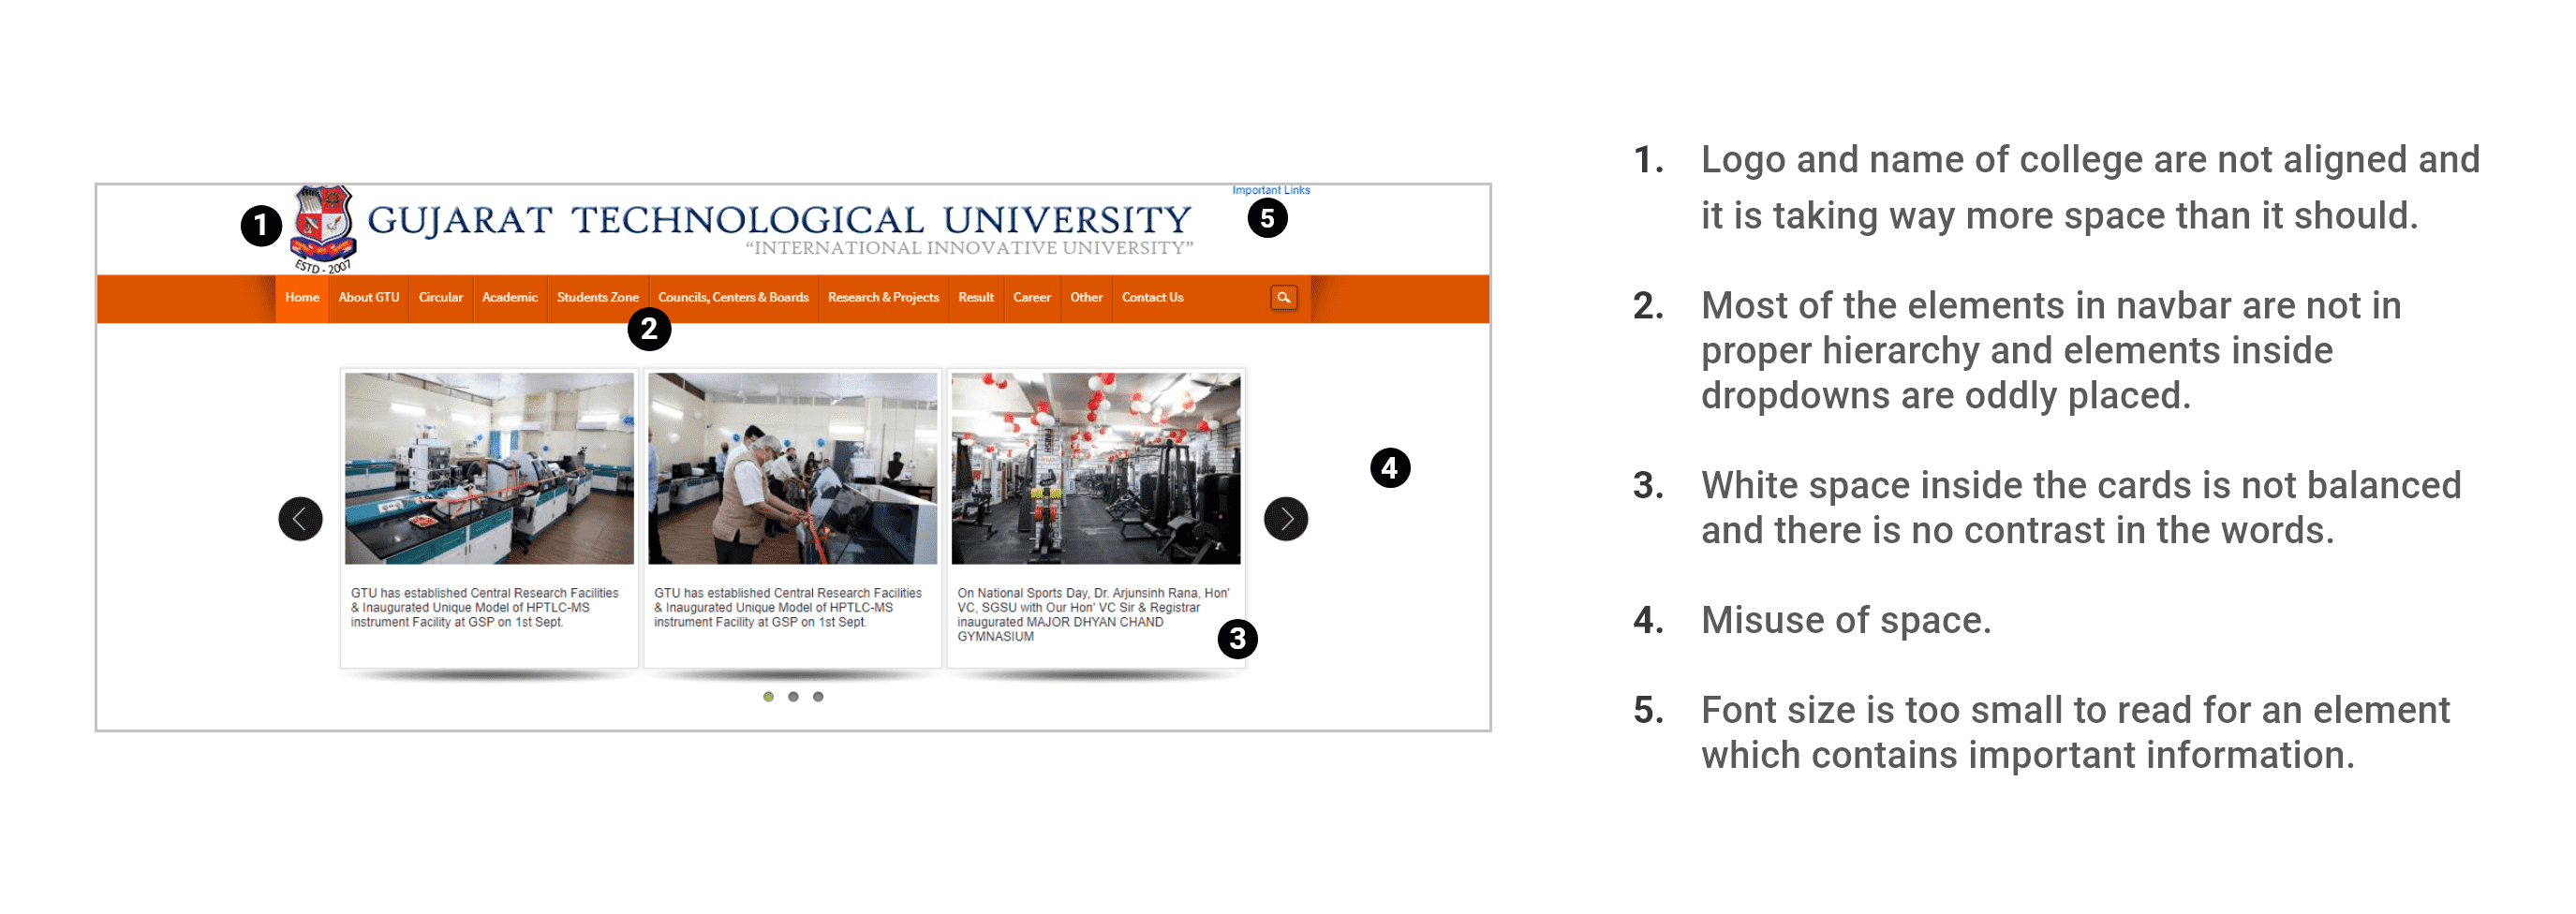 Important Links
1
GUJARAT TECHNOLOGICAL UNIVERSITY
5
“INTERNATIONAL INNOVATIVE UNIVERSITY”
ESTD - 2007
Home About GTU Circular Academic Students Zone Councils, Centers & Boards Research & Projects Result Career Other Contact Us
2
4
GTU has established Central Research Facilities
& Inaugurated Unique Model of HPTLC-MS
instrument Facility at GSP on 1st Sept.
GTU has established Central Research Facilities
& Inaugurated Unique Model of HPTLC-MS
instrument Facility at GSP on 1st Sept.
On National Sports Day, Dr. Arjunsinh Rana, Hon'
VC, SGSU with Our Hon' VC Sir & Registrar
inaugurated MAJOR DHYAN CHAND
GYMNASIUM
3
1. Logo and name of college are not aligned and
it is taking way more space than it should.
2. Most of the elements in navbar are not in
proper hierarchy and elements inside
dropdowns are oddly placed.
3. White space inside the cards is not balanced
and there is no contrast in the words.
4. Misuse of space.
5. Font size is too small to read for an element
which contains important information.